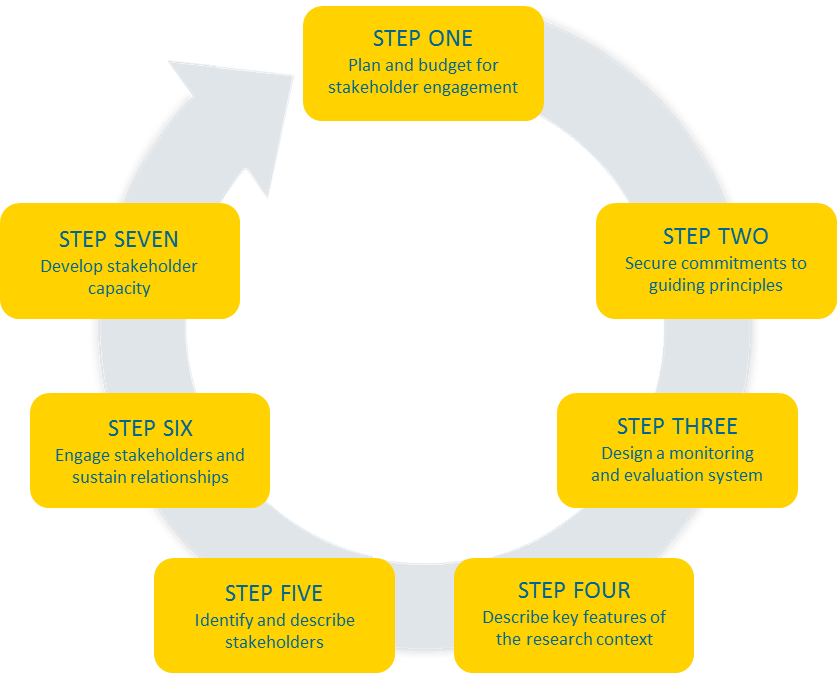 STEP ONE
Plan and budget for
stakeholder engagement
STEP TWO
Secure commitments to
guiding principles
STEP THREE
Design a monitoring
and evaluation system
STEP FOUR
Describe key features of
the research context
STEP FIVE
Identify and describe
stakeholders
STEP SIX
Engage stakeholders and
sustain relationships
STEP SEVEN
Develop stakeholder
capacity